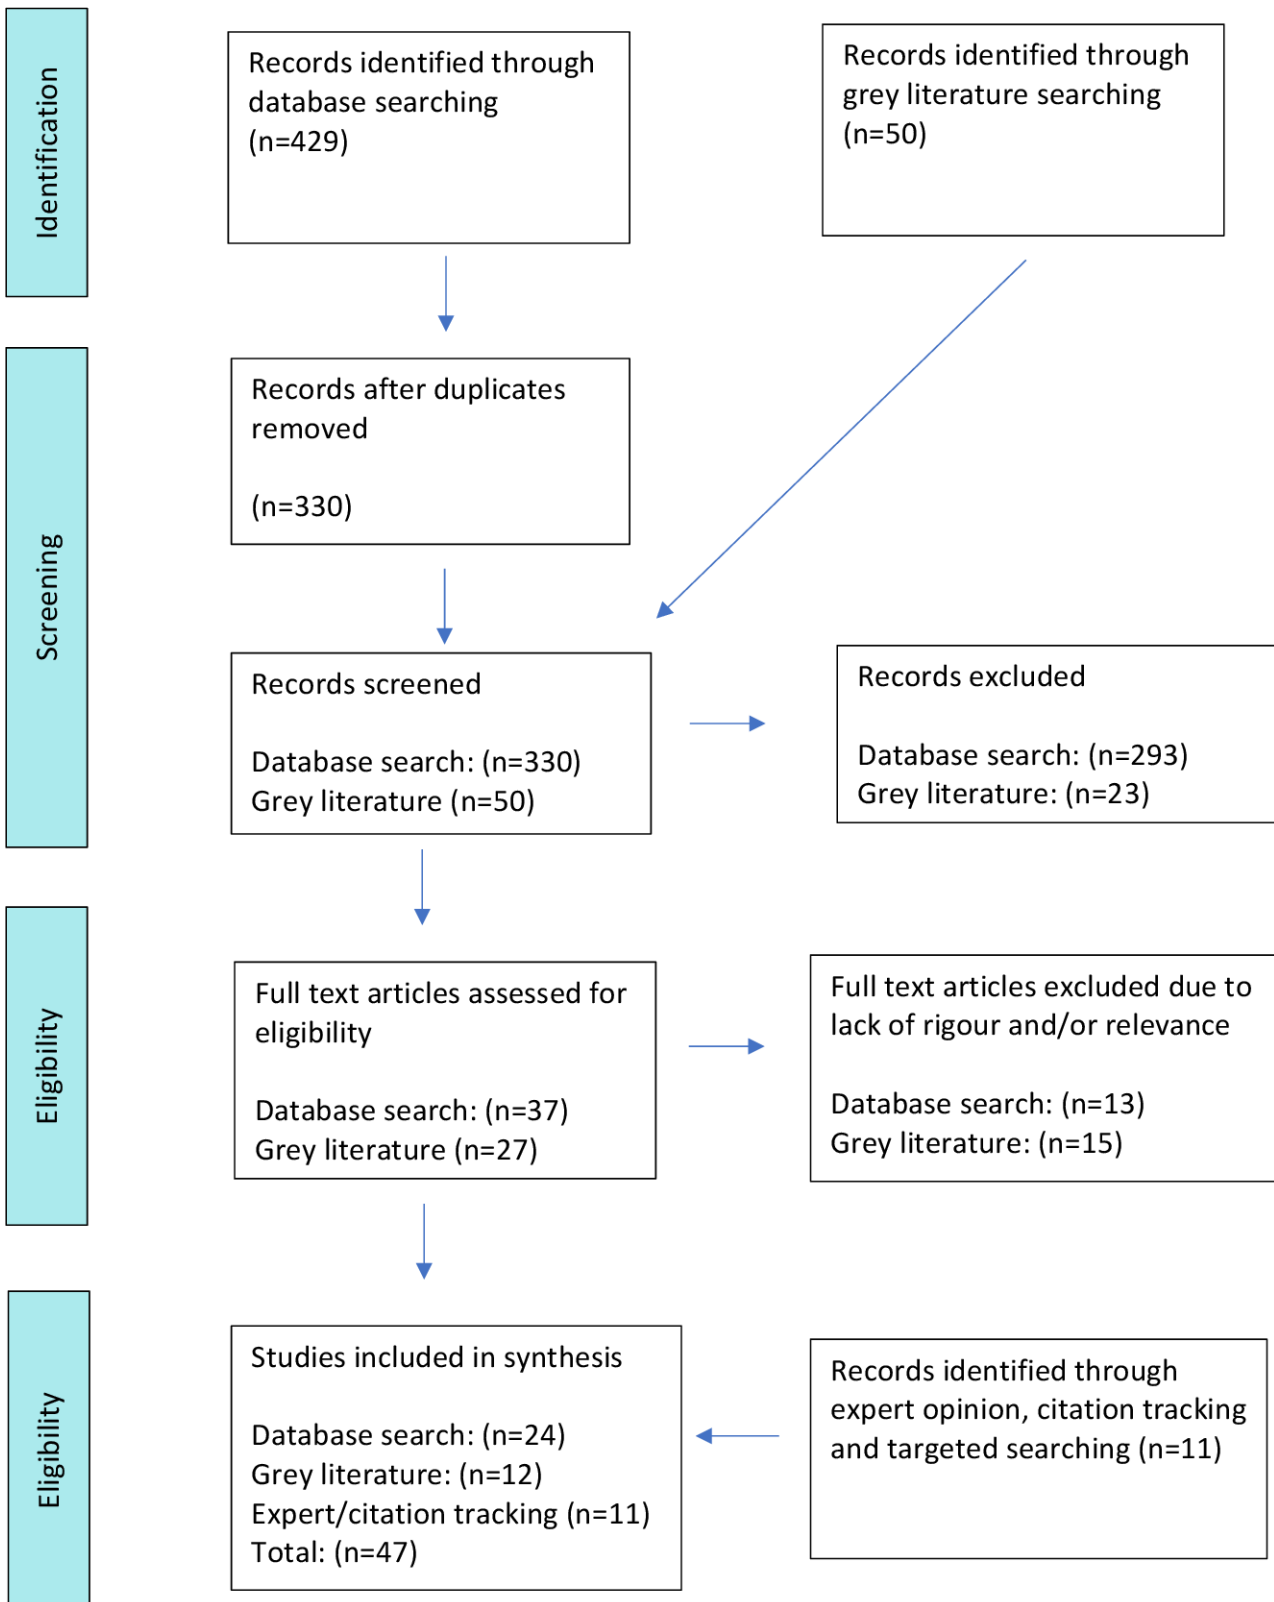 Identification
Records identified through
database searching
(n=429)
Records identified through
grey literature searching
(n=50)
Screening
Records after duplicates
removed
(n=330)
Records screened
Database search: (n=330)
Grey literature (n=50)
Records excluded
Database search: (n=293)
Grey literature: (n=23)
Eligibility
Full text articles assessed for
eligibility
Database search: (n=37)
Grey literature (n=27)
Full text articles excluded due to
lack of rigour and/or relevance
Database search: (n=13)
Grey literature: (n=15)
Eligibility
Studies included in synthesis
Database search: (n=24)
Grey literature: (n=12)
Expert/citation tracking (n=11)
Total: (n=47)
Records identified through
expert opinion, citation tracking
and targeted searching (n=11)